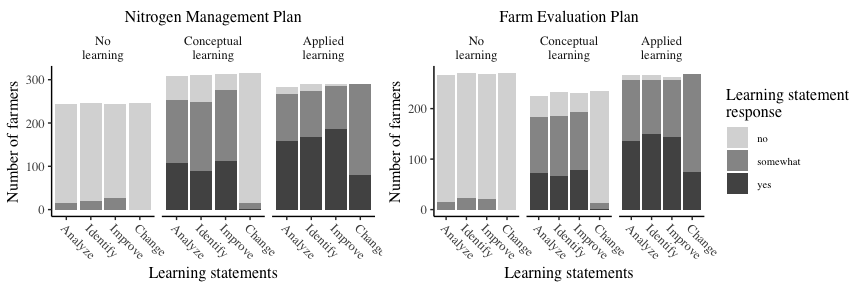 Nitrogen Management Plan
Farm Evaluation Plan
No
learning
Conceptual
learning
Applied
learning
No
learning
Conceptual
learning
Applied
learning
Number of farmers
300
200
100
0
Number of farmers
200
100
0
Analyze
Identify
Improve
Change
Analyze
Identify
Improve
Change
Analyze
Identify
Improve
Change
Analyze
Identify
Improve
Change
Analyze
Identify
Improve
Change
Analyze
Identify
Improve
Change
Learning statements
Learning statements
Learning statement
response
no
somewhat
yes